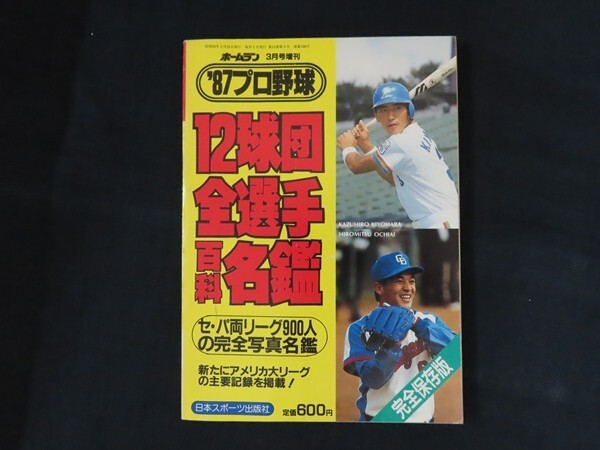 ホームラン 3月号増刊
'87プロ野球
12球団
全選手
百科名鑑
セ・パ両リーグ900人
の完全写真名鑑
新たにアメリカ大リーグ
の主要記録を掲載!
日本スポーツ出版社
定価600円
KAZUHIRO KIYOHARA
HIROMITSU OCHIAI
CD
完全保存版